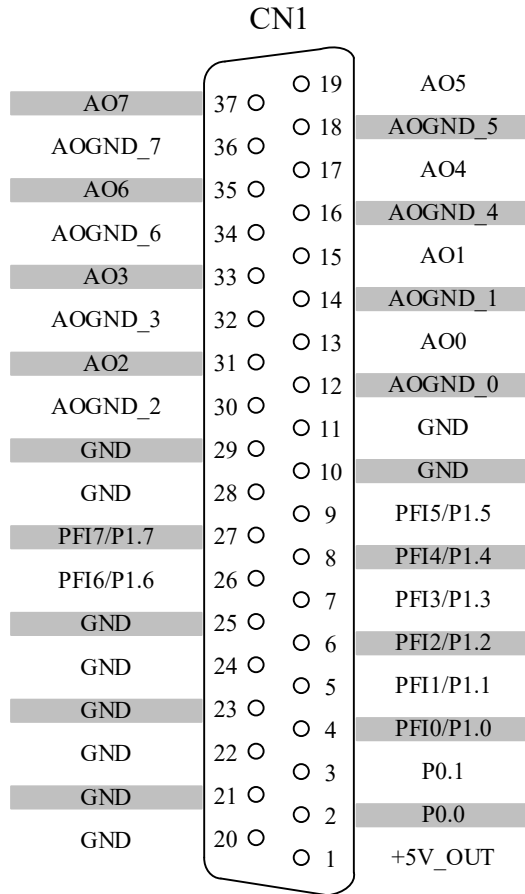 CN1
19 AO5
AO7 37
18 AOGND_5
AOGND_7 36
17 AO4
AO6 35
16 AOGND_4
AOGND_6 34
15 AO1
AO3 33
14 AOGND_1
AOGND_3 32
13 AO0
AO2 31
12 AOGND_0
AOGND_2 30
11 GND
GND 29
10 GND
GND 28
9 PFI5/P1.5
PFI7/P1.7 27
8 PFI4/P1.4
PFI6/P1.6 26
7 PFI3/P1.3
GND 25
6 PFI2/P1.2
GND 24
5 PFI1/P1.1
GND 23
4 PFI0/P1.0
GND 22
3 P0.1
GND 21
2 P0.0
GND 20
1 +5V_OUT